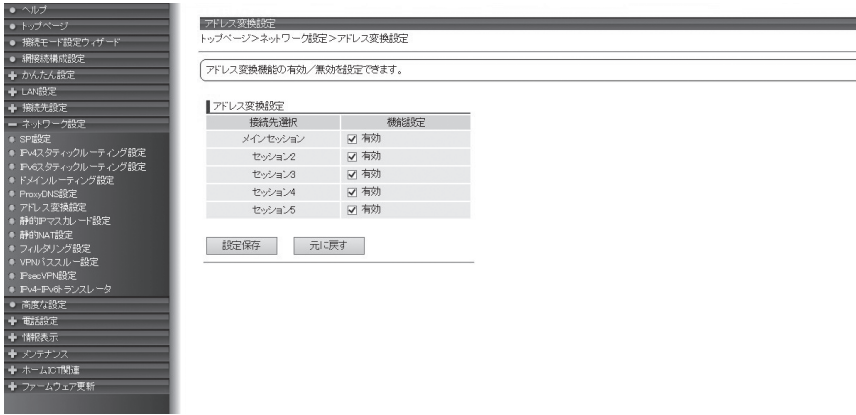 ヘルプ
トップページ
接続モード設定ウィザード
網接続構成設定
かんたん設定
LAN設定
接続先設定
ネットワーク設定
SPI設定
IPv4スタティックルーティング設定
IPv6スタティックルーティング設定
ドメインルーティング設定
ProxyDNS設定
アドレス変換設定
静的IPマスカレード設定
静的NAT設定
フィルタリング設定
VPNパススルー設定
IPsecVPN設定
IPv4-IPv6トランスレータ
高度な設定
電話設定
情報表示
メンテナンス
ホームICT関連
ファームウェア更新
アドレス変換設定
トップページ>ネットワーク設定>アドレス変換設定
アドレス変換機能の有効/無効を設定できます。
アドレス変換設定
接続先選択 機能設定
メインセッション 有効
セッション2 有効
セッション3 有効
セッション4 有効
セッション5 有効
設定保存 元に戻す